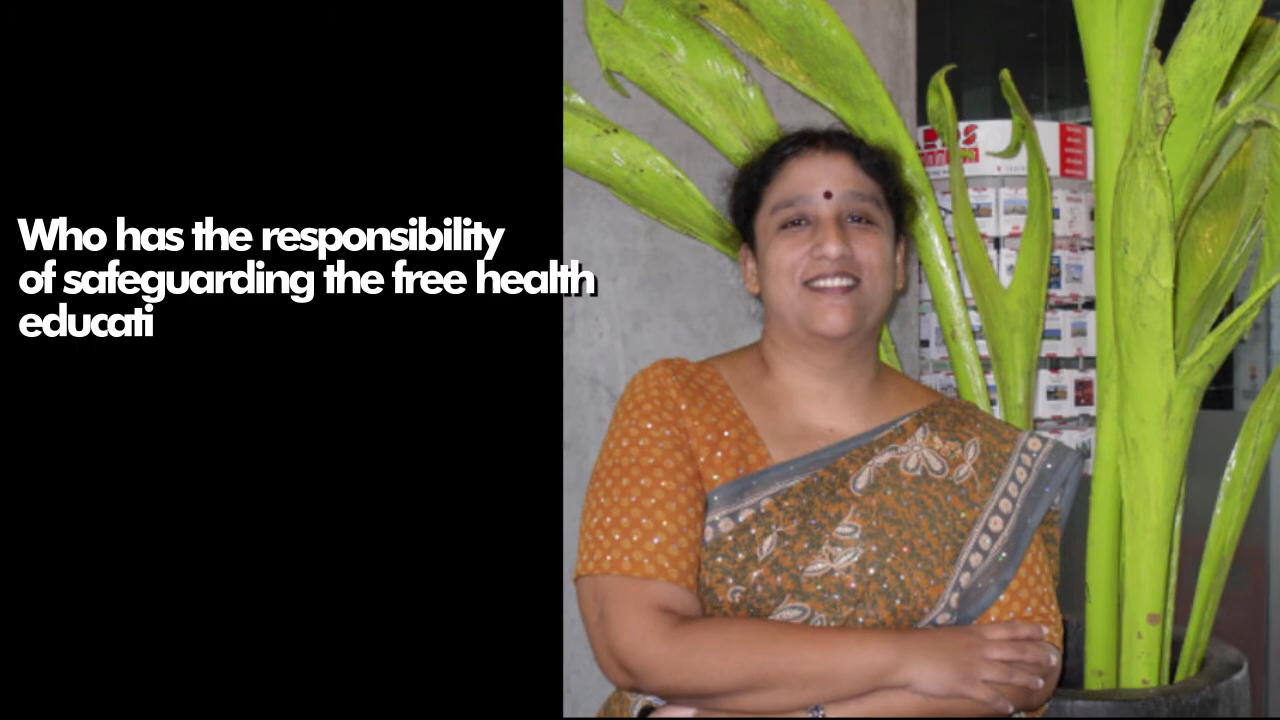 Who has the responsibility
of safeguarding the free health
educati